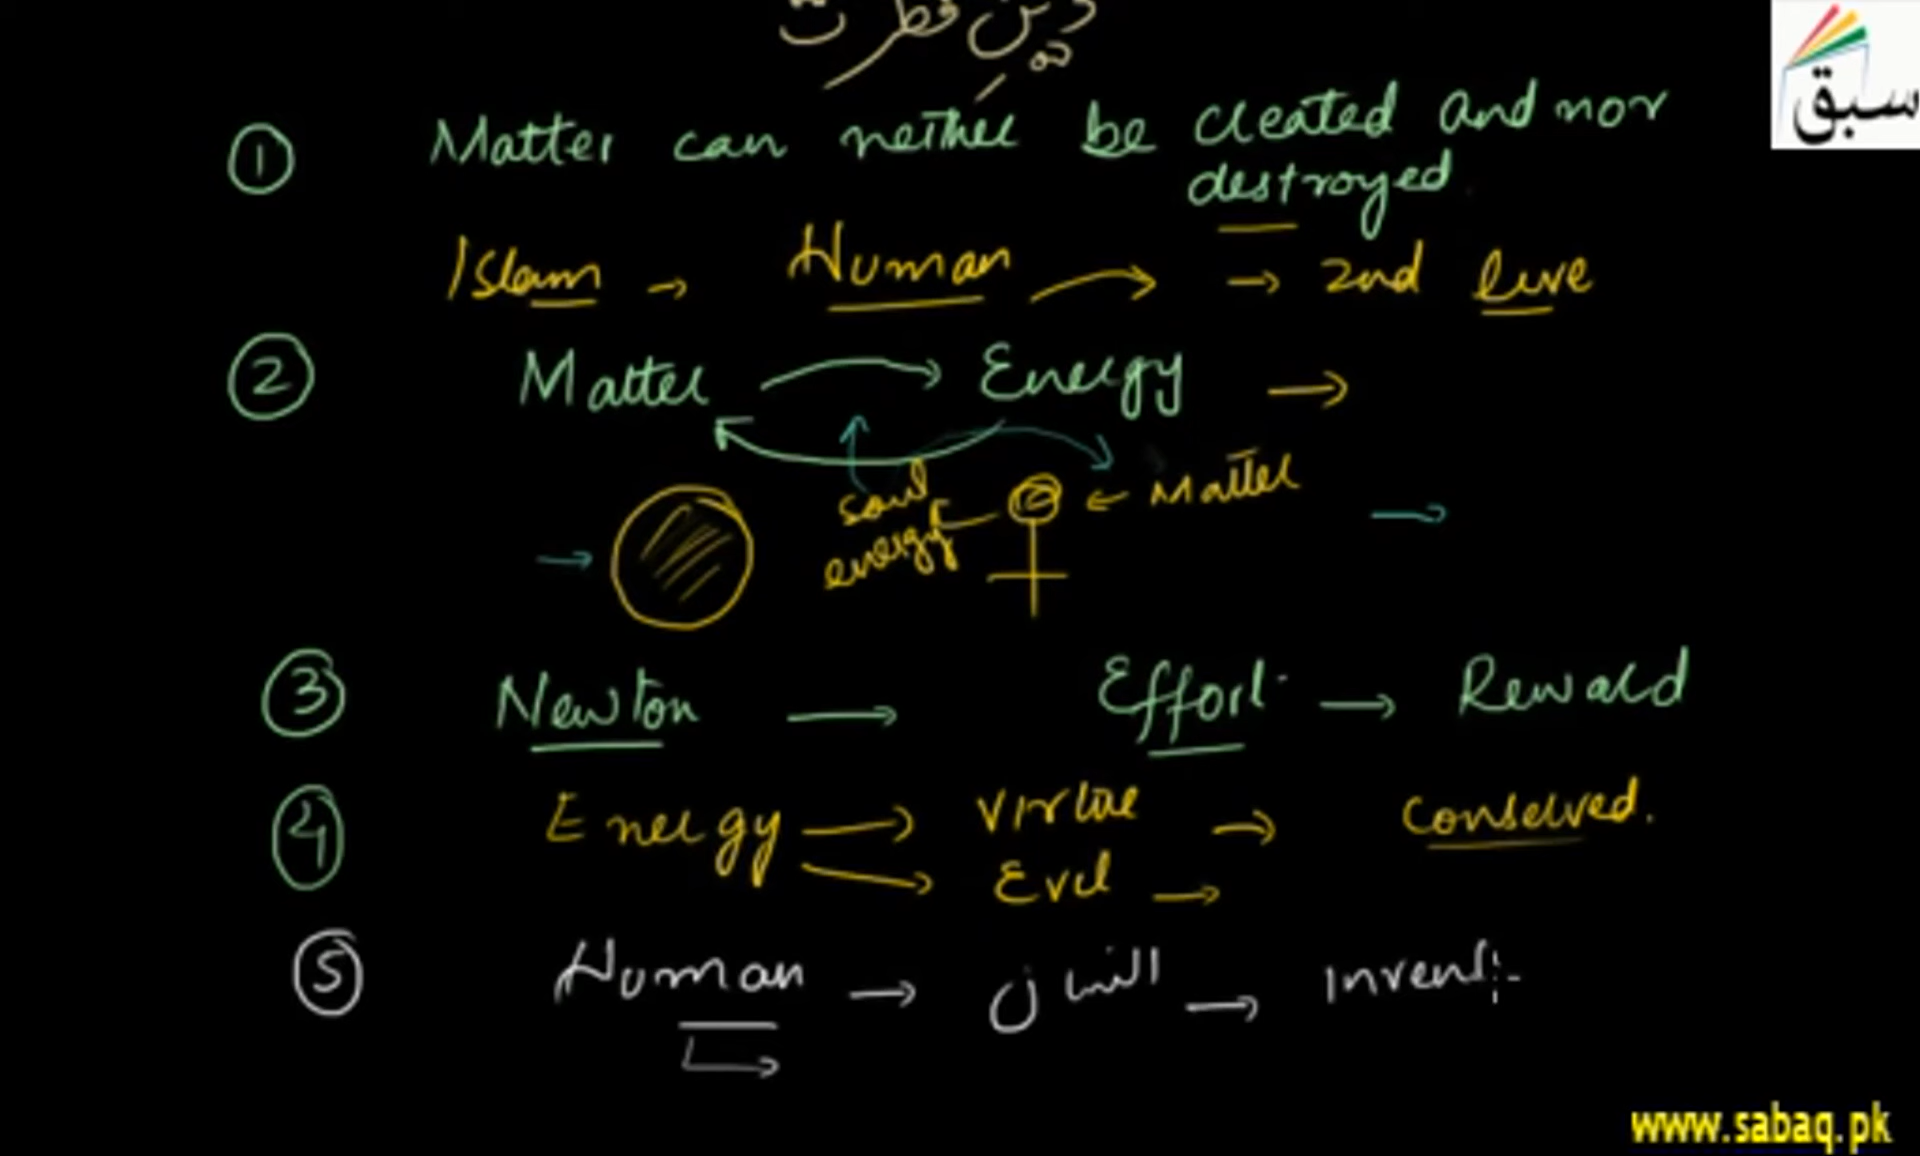 دینِ فطرت
سبق
① Matter can neither be created and nor
destroyed
Islam → Human → → 2nd live
② Matter → Energy →
soul ← Matter
energy
→ →
③ Newton → Effort → Reward
④ Energy → Virtue → Conserved.
→ Evil →
⑤ Human → انسان → Inventi
www.sabaq.pk